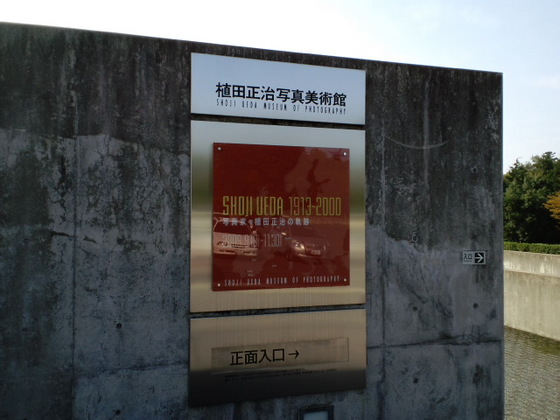 植田正治写真美術館
SHOJI UEDA MUSEUM OF PHOTOGRAPHY
SHOJI UEDA 1913-2000
写真家・植田正治の軌跡
SHOJI UEDA MUSEUM OF PHOTOGRAPHY
入口
正面入口→